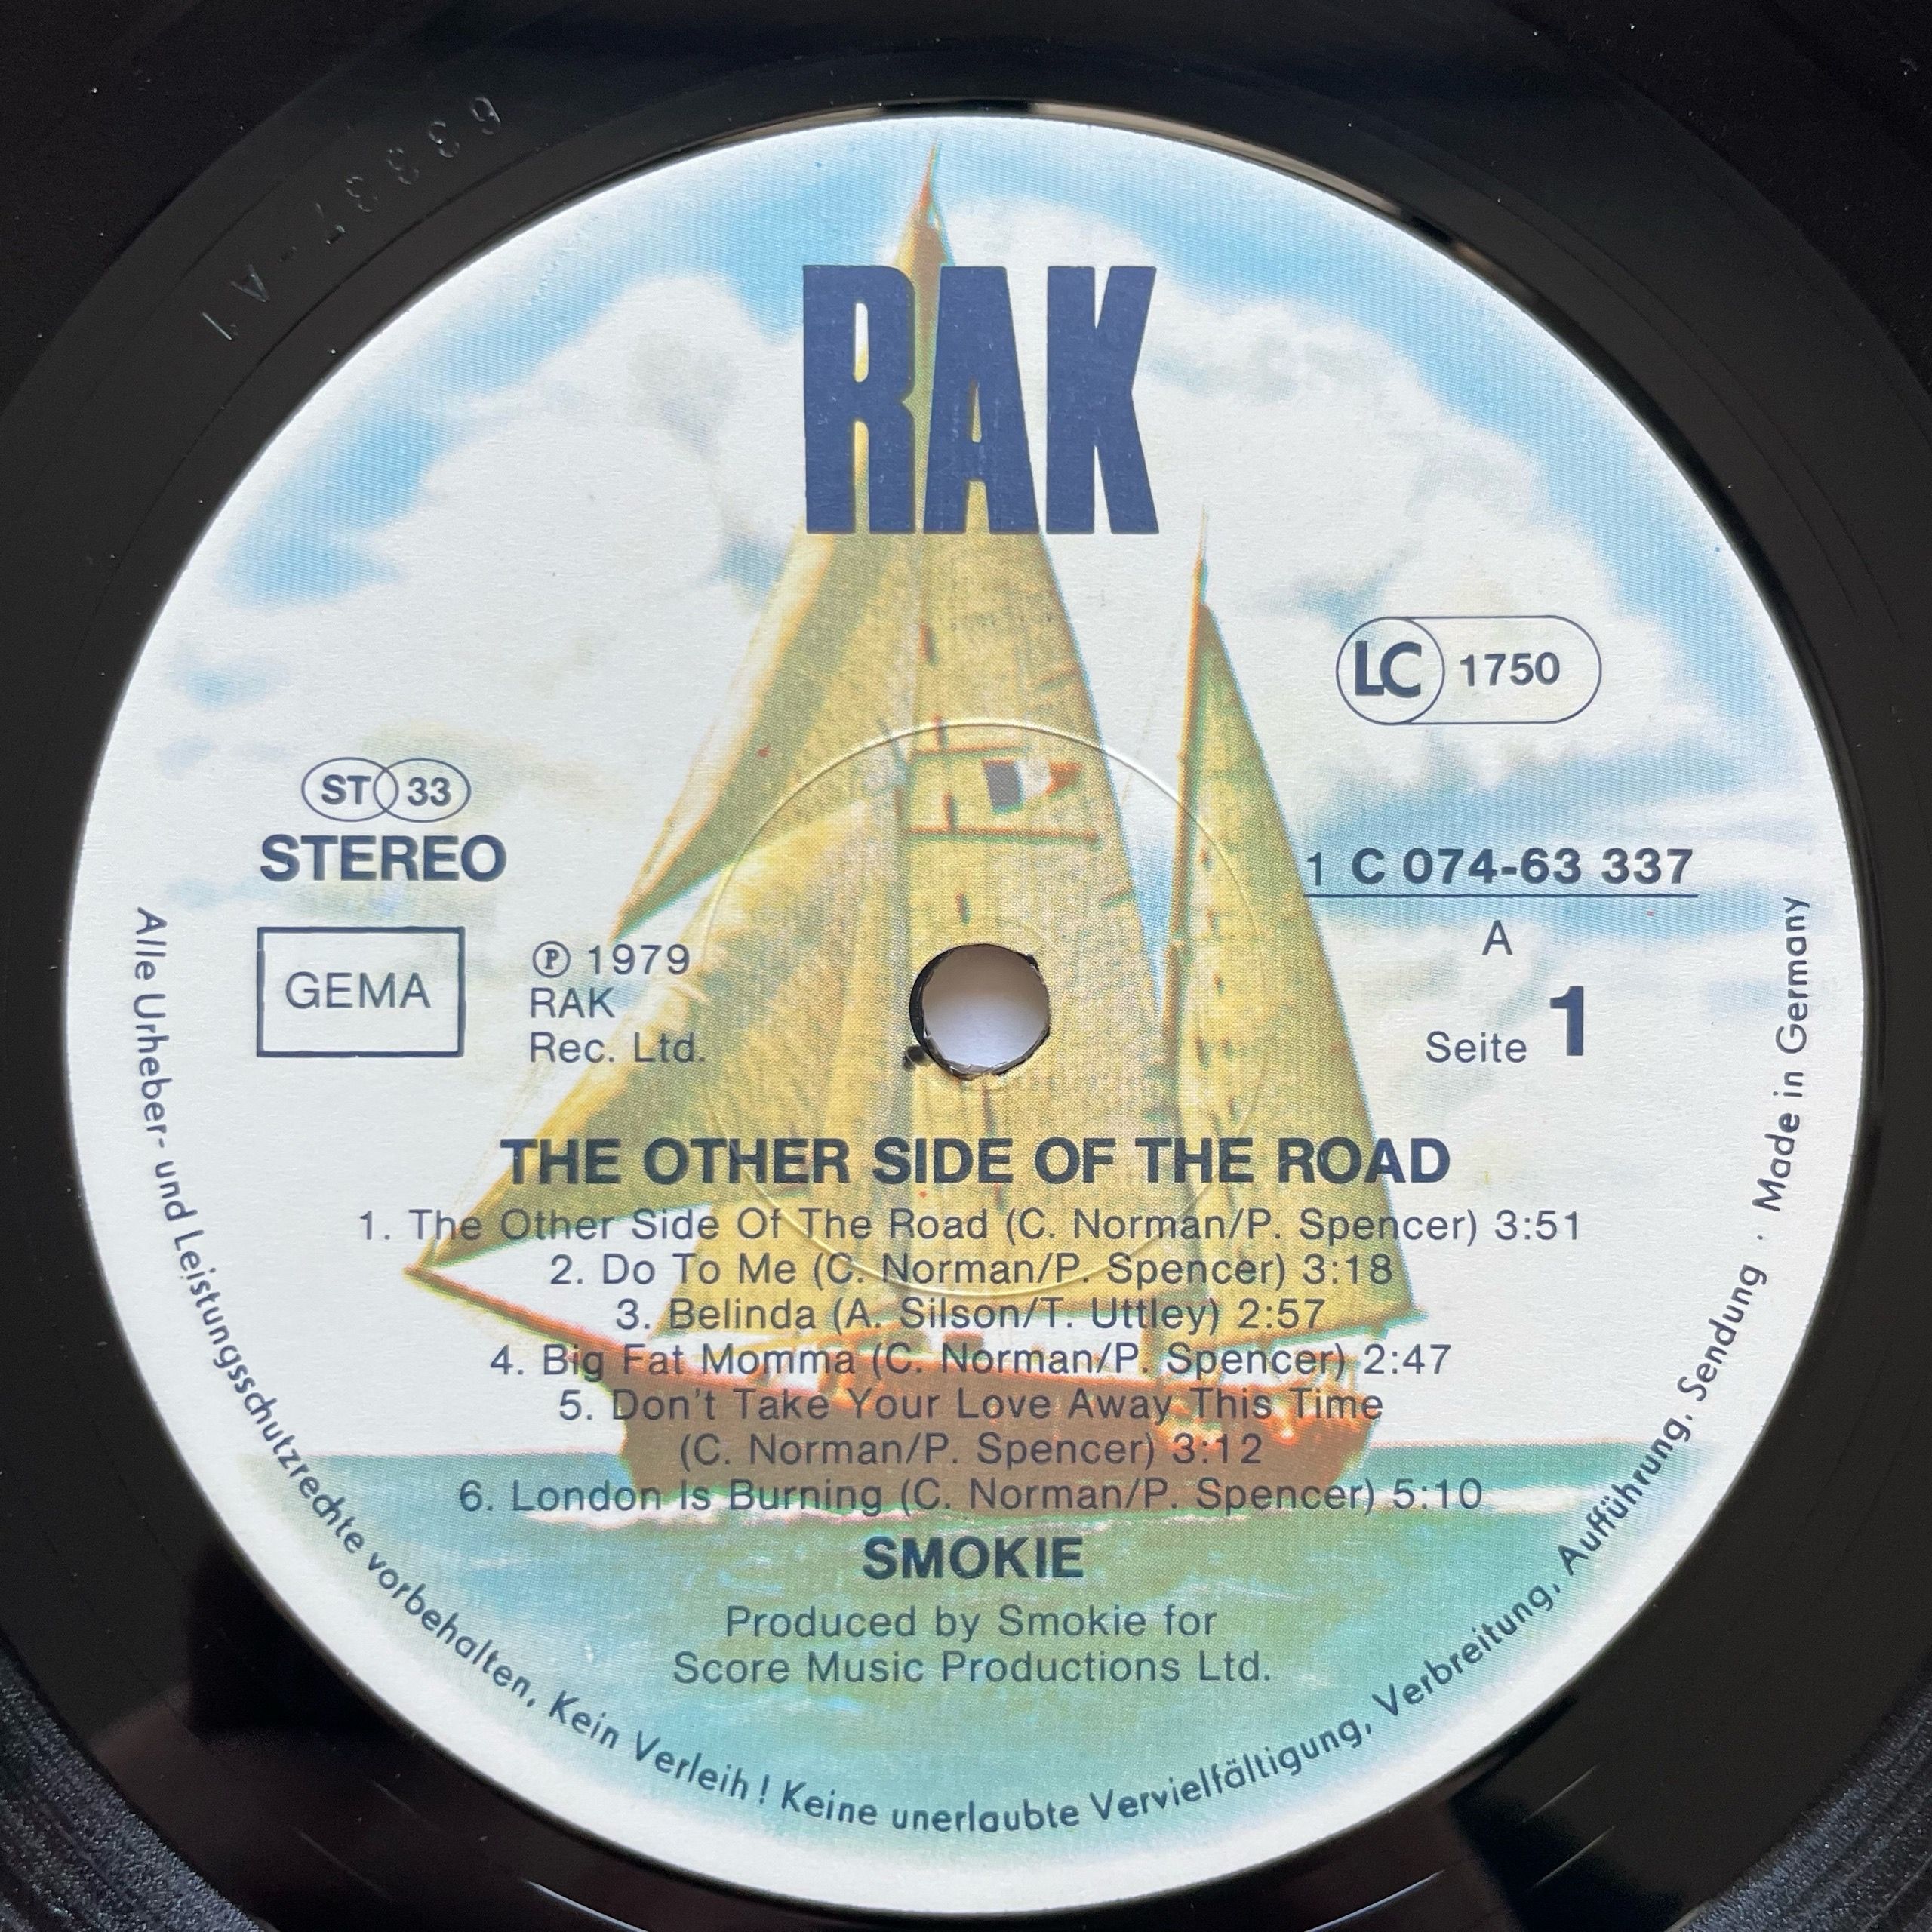 63337-A1
RAK
LC 1750
ST 33
STEREO
1 C 074-63 337
A
Seite 1
GEMA
℗ 1979
RAK
Rec. Ltd.
THE OTHER SIDE OF THE ROAD
1. The Other Side Of The Road (C. Norman/P. Spencer) 3:51
2. Do To Me (C. Norman/P. Spencer) 3:18
3. Belinda (A. Silson/T. Uttley) 2:57
4. Big Fat Momma (C. Norman/P. Spencer) 2:47
5. Don't Take Your Love Away This Time
(C. Norman/P. Spencer) 3:12
6. London Is Burning (C. Norman/P. Spencer) 5:10
SMOKIE
Produced by Smokie for
Score Music Productions Ltd.
Alle Urheber- und Leistungsschutzrechte vorbehalten, Kein Verleih! Keine unerlaubte Vervielfältigung, Verbreitung, Aufführung, Sendung · Made in Germany